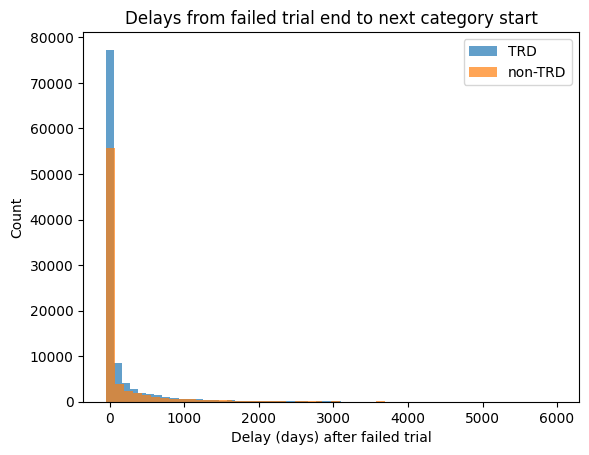 Delays from failed trial end to next category start
80000
70000
60000
50000
40000
30000
20000
10000
0
Count
TRD
non-TRD
0 1000 2000 3000 4000 5000 6000
Delay (days) after failed trial